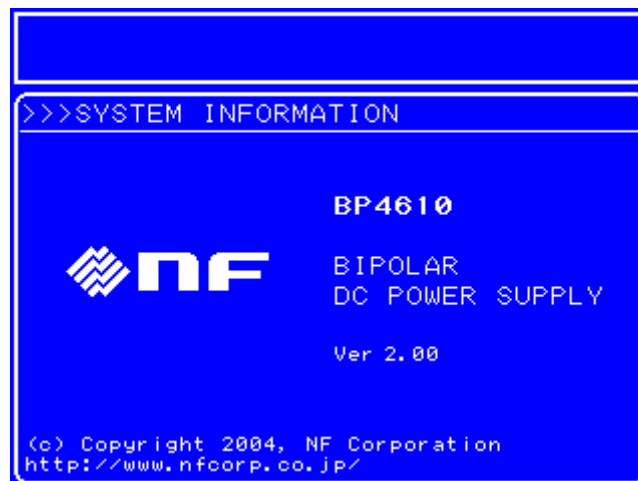 >>>SYSTEM INFORMATION
BP4610
nF
BIPOLAR
DC POWER SUPPLY
Ver 2.00
(c) Copyright 2004, NF Corporation
http://www.nfcorp.co.jp/